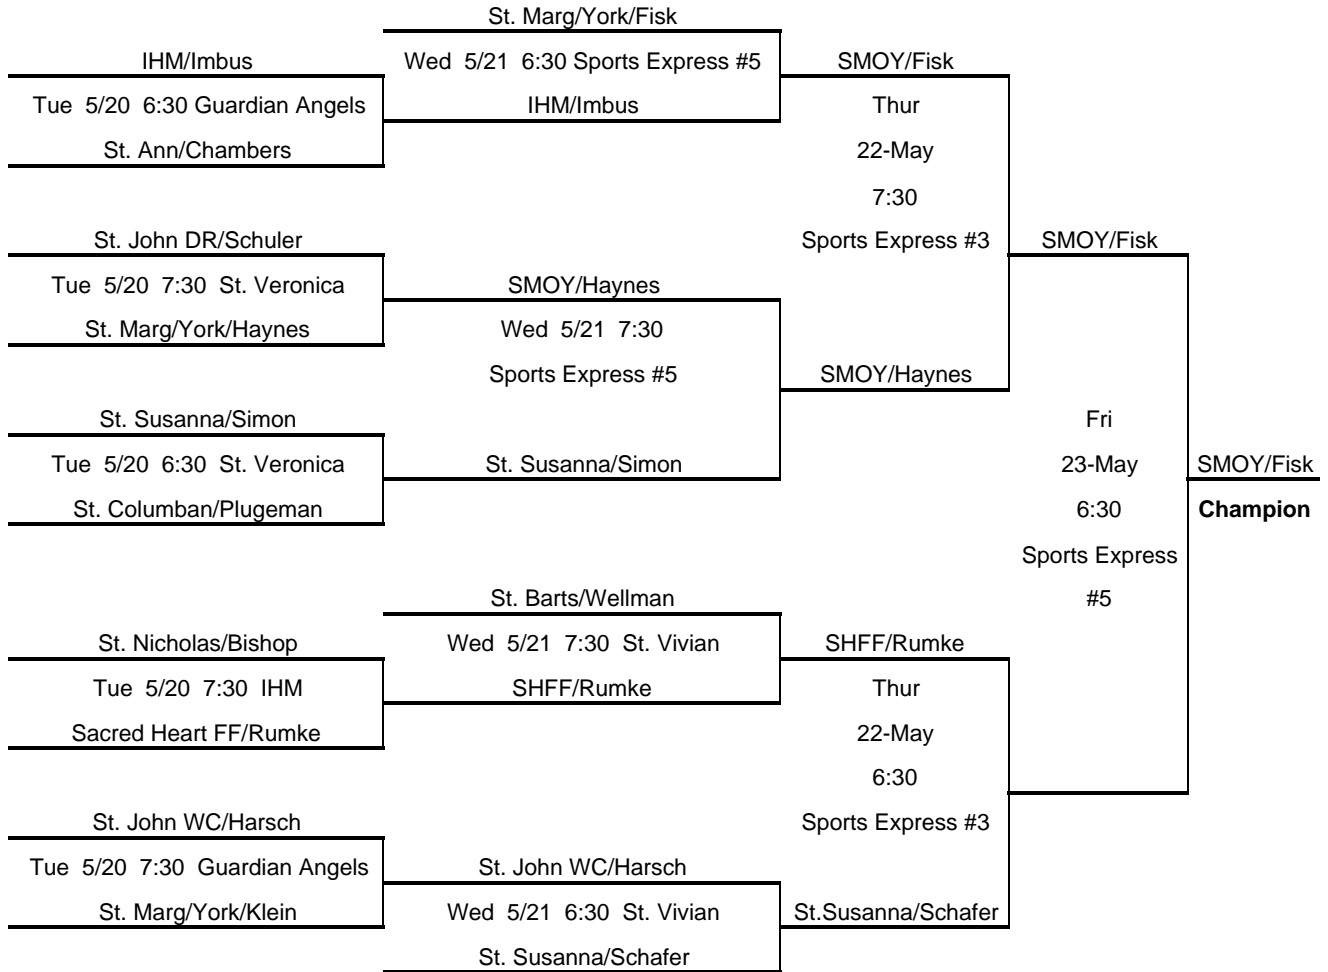 St. Marg/York/Fisk
IHM/Imbus
Wed 5/21 6:30 Sports Express #5
SMOY/Fisk
Tue 5/20 6:30 Guardian Angels
IHM/Imbus
Thur
St. Ann/Chambers
22-May
7:30
St. John DR/Schuler
Sports Express #3
SMOY/Fisk
Tue 5/20 7:30 St. Veronica
SMOY/Haynes
St. Marg/York/Haynes
Wed 5/21 7:30
Sports Express #5
SMOY/Haynes
St. Susanna/Simon
Fri
Tue 5/20 6:30 St. Veronica
St. Susanna/Simon
23-May
SMOY/Fisk
St. Columban/Plugeman
6:30
Champion
Sports Express
St. Barts/Wellman
#5
St. Nicholas/Bishop
Wed 5/21 7:30 St. Vivian
SHFF/Rumke
Tue 5/20 7:30 IHM
SHFF/Rumke
Thur
Sacred Heart FF/Rumke
22-May
6:30
St. John WC/Harsch
Sports Express #3
Tue 5/20 7:30 Guardian Angels
St. John WC/Harsch
St. Marg/York/Klein
Wed 5/21 6:30 St. Vivian
St.Susanna/Schafer
St. Susanna/Schafer